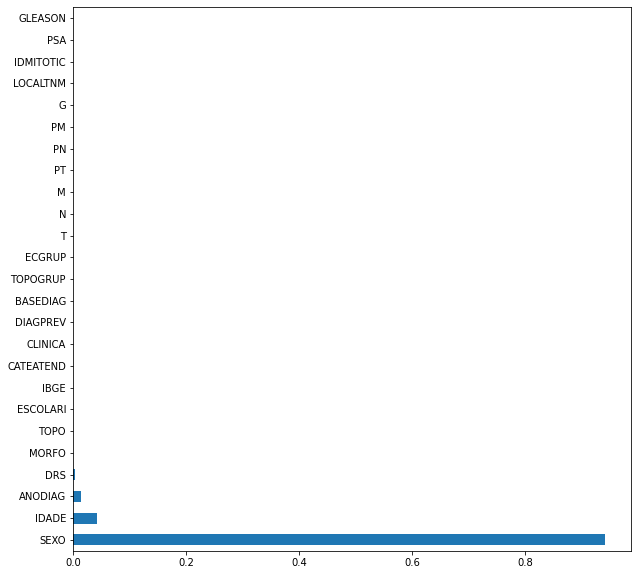 GLEASON
PSA
IDMITOTIC
LOCALTNM
G
PM
PN
PT
M
N
T
ECGRUP
TOPOGRUP
BASEDIAG
DIAGPREV
CLINICA
CATEATEND
IBGE
ESCOLARI
TOPO
MORFO
DRS
ANODIAG
IDADE
SEXO
0.0 0.2 0.4 0.6 0.8